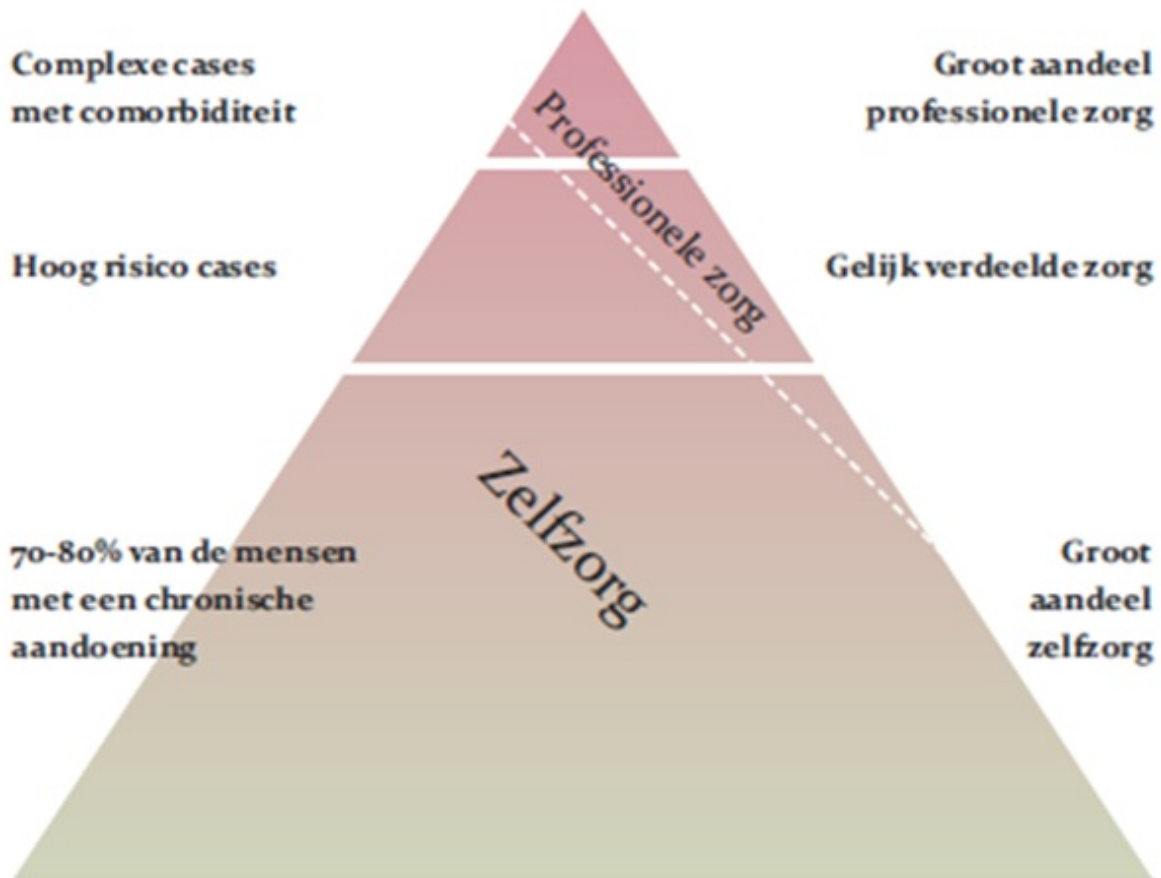 Complexe cases
met comorbiditeit
Groot aandeel
professionele zorg
Professionele zorg
Hoog risico cases
Gelijk verdeelde zorg
Zelfzorg
70-80% van de mensen
met een chronische
aandoening
Groot
aandeel
zelfzorg